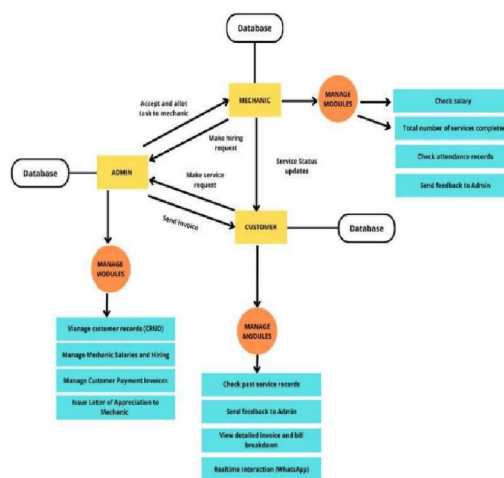 Database
MECHANIC
MANAGE
MODULES
Check salary
Total number of services completed
Check attendance records
Send feedback to Admin
Accept and allot
task to mechanic
Make hiring
request
Service Status
updates
Database
ADMIN
Make service
request
Send invoice
CUSTOMER
Database
MANAGE
MODULES
Manage customer records (CRUD)
Manage Mehanic Salaries and Hiring
Manage Customer Payment Invoices
Issue Letter of Appreciation to
Mechanic
MANAGE
MODULES
Check past service records
Send feedback to Admin
View detailed invoice and bill
breakdown
Realtime Interaction (WhatsApp)